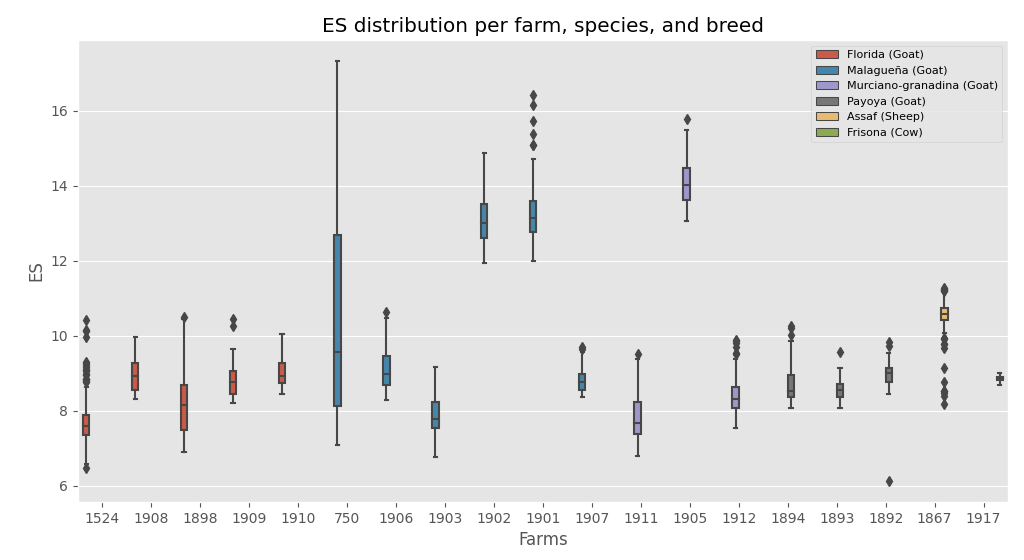 ES distribution per farm, species, and breed
Florida (Goat)
Malagueña (Goat)
Murciano-granadina (Goat)
Payoya (Goat)
Assaf (Sheep)
Frisona (Cow)
16
14
12
10
8
6
ES
1524 1908 1898 1909 1910 750 1906 1903 1902 1901 1907 1911 1905 1912 1894 1893 1892 1867 1917
Farms